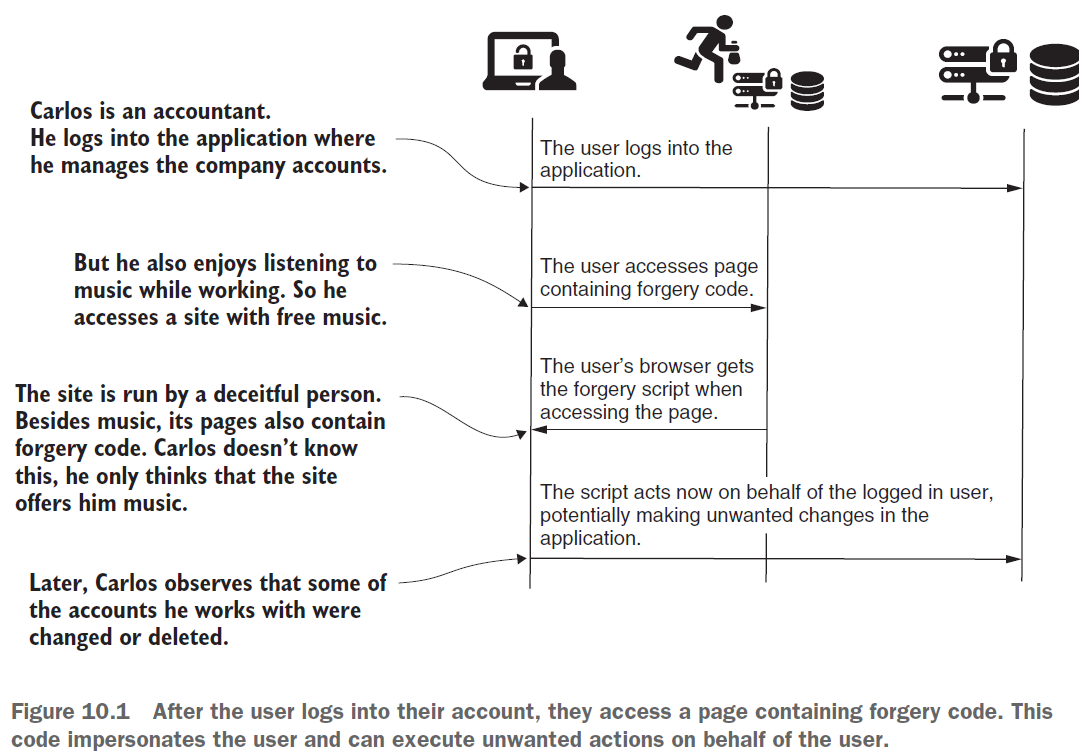 Carlos is an accountant.
He logs into the application where
he manages the company accounts.
The user logs into the
application.
But he also enjoys listening to
music while working. So he
accesses a site with free music.
The user accesses page
containing forgery code.
The site is run by a deceitful person.
Besides music, its pages also contain
forgery code. Carlos doesn’t know
this, he only thinks that the site
offers him music.
The user’s browser gets
the forgery script when
accessing the page.
The script acts now on behalf of the logged in user,
potentially making unwanted changes in the
application.
Later, Carlos observes that some of
the accounts he works with were
changed or deleted.
Figure 10.1 After the user logs into their account, they access a page containing forgery code. This
code impersonates the user and can execute unwanted actions on behalf of the user.